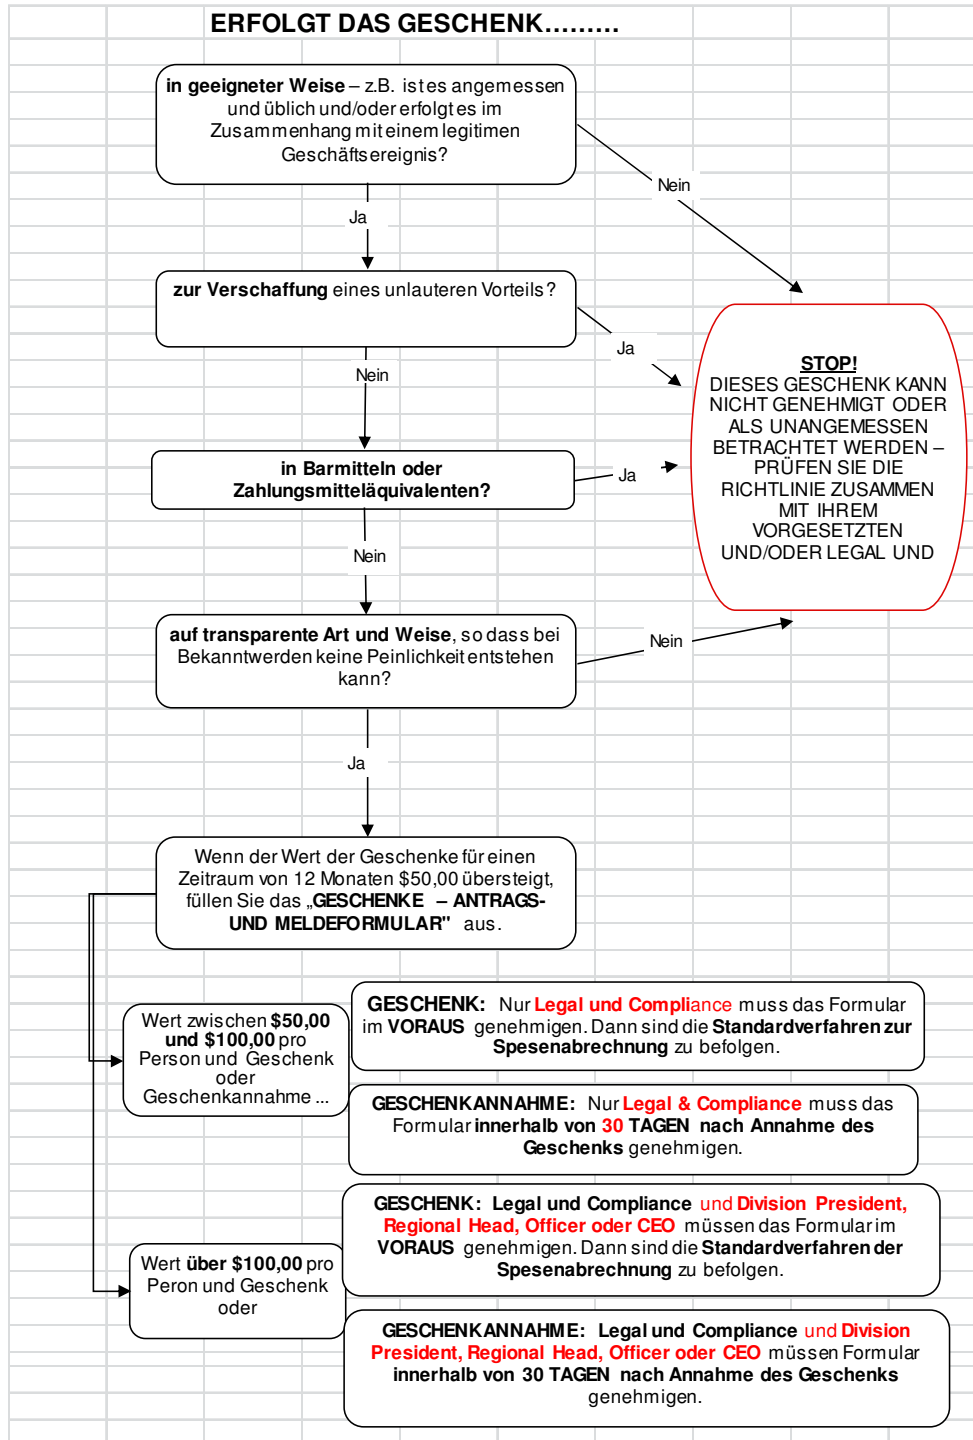 ERFOLGT DAS GESCHENK………
in geeigneter Weise – z.B. ist es angemessen
und üblich und/oder erfolgt es im
Zusammenhang mit einem legitimen
Geschäftsereignis?
Nein
Ja
zur Verschaffung eines unlauteren Vorteils?
Ja
Nein
STOP!
DIESES GESCHENK KANN
NICHT GENEHMIGT ODER
ALS UNANGEMESSEN
BETRACHTET WERDEN –
PRÜFEN SIE DIE
RICHTLINIE ZUSAMMEN
MIT IHREM
VORGESETZTEN
UND/ODER LEGAL UND
in Barmitteln oder
Zahlungsmitteläquivalenten?
Ja
Nein
auf transparente Art und Weise, so dass bei
Bekanntwerden keine Peinlichkeit entstehen
kann?
Nein
Ja
Wenn der Wert der Geschenke für einen
Zeitraum von 12 Monaten $50,00 übersteigt,
füllen Sie das „GESCHENKE – ANTRAGS-
UND MELDEFORMULAR" aus.
Wert zwischen $50,00
und $100,00 pro
Person und Geschenk
oder
Geschenkannahme ...
GESCHENK: Nur Legal und Compliance muss das Formular
im VORAUS genehmigen. Dann sind die Standardverfahren zur
Spesenabrechnung zu befolgen.
GESCHENKANNAHME: Nur Legal & Compliance muss das
Formular innerhalb von 30 TAGEN nach Annahme des
Geschenks genehmigen.
Wert über $100,00 pro
Peron und Geschenk
oder
GESCHENK: Legal und Compliance und Division President,
Regional Head, Officer oder CEO müssen das Formular im
VORAUS genehmigen. Dann sind die Standardverfahren der
Spesenabrechnung zu befolgen.
GESCHENKANNAHME: Legal und Compliance und Division
President, Regional Head, Officer oder CEO müssen Formular
innerhalb von 30 TAGEN nach Annahme des Geschenks
genehmigen.